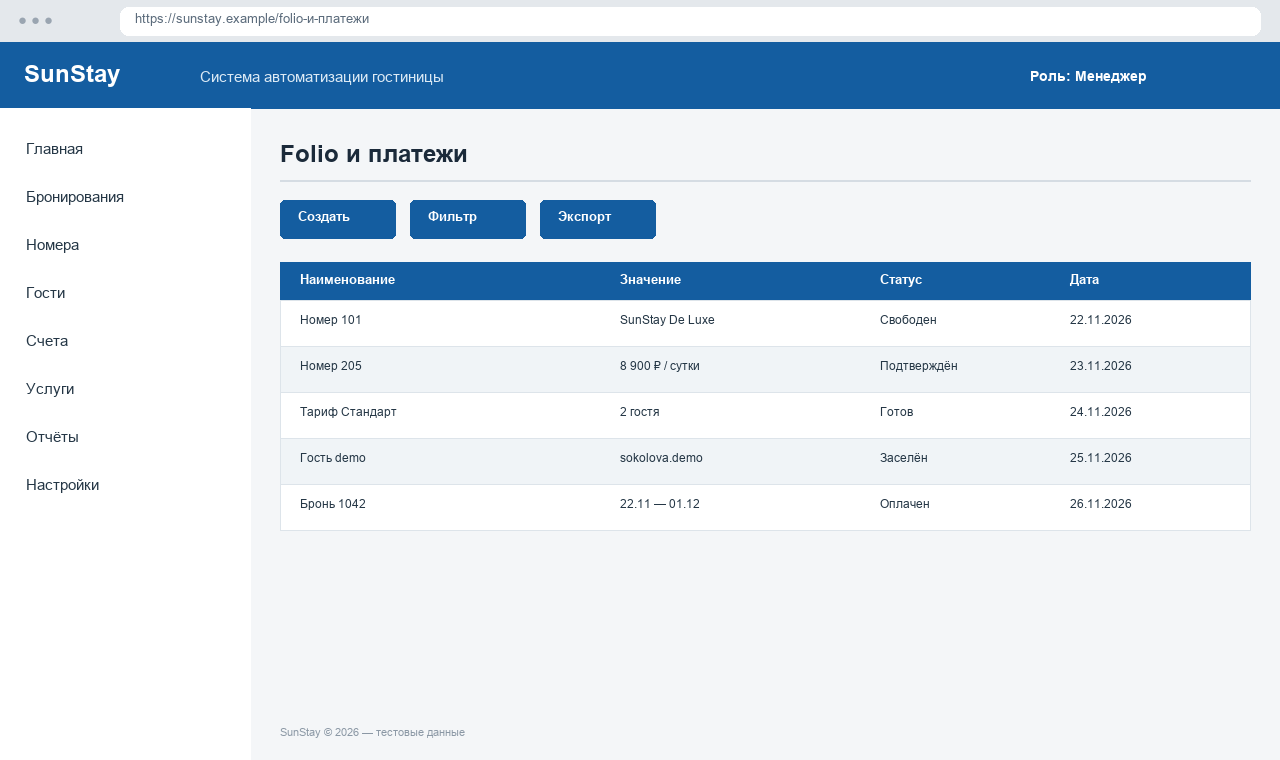 https://sunstay.example/folio-и-платежи
SunStay Система автоматизации гостиницы Роль: Менеджер
Главная
Бронирования
Номера
Гости
Счета
Услуги
Отчёты
Настройки
Folio и платежи
Создать Фильтр Экспорт
Наименование Значение Статус Дата
Номер 101 SunStay De Luxe Свободен 22.11.2026
Номер 205 8 900 ₽ / сутки Подтверждён 23.11.2026
Тариф Стандарт 2 гостя Готов 24.11.2026
Гость demo sokolova.demo Заселён 25.11.2026
Бронь 1042 22.11 — 01.12 Оплачен 26.11.2026
SunStay © 2026 — тестовые данные